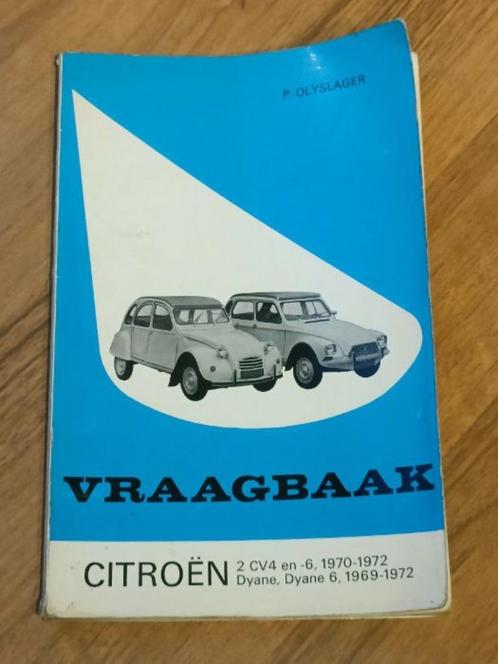 P. OLYSLAGER
VRAAGBAAK
CITROËN
2 CV4 en -6, 1970-1972
Dyane, Dyane 6, 1969-1972